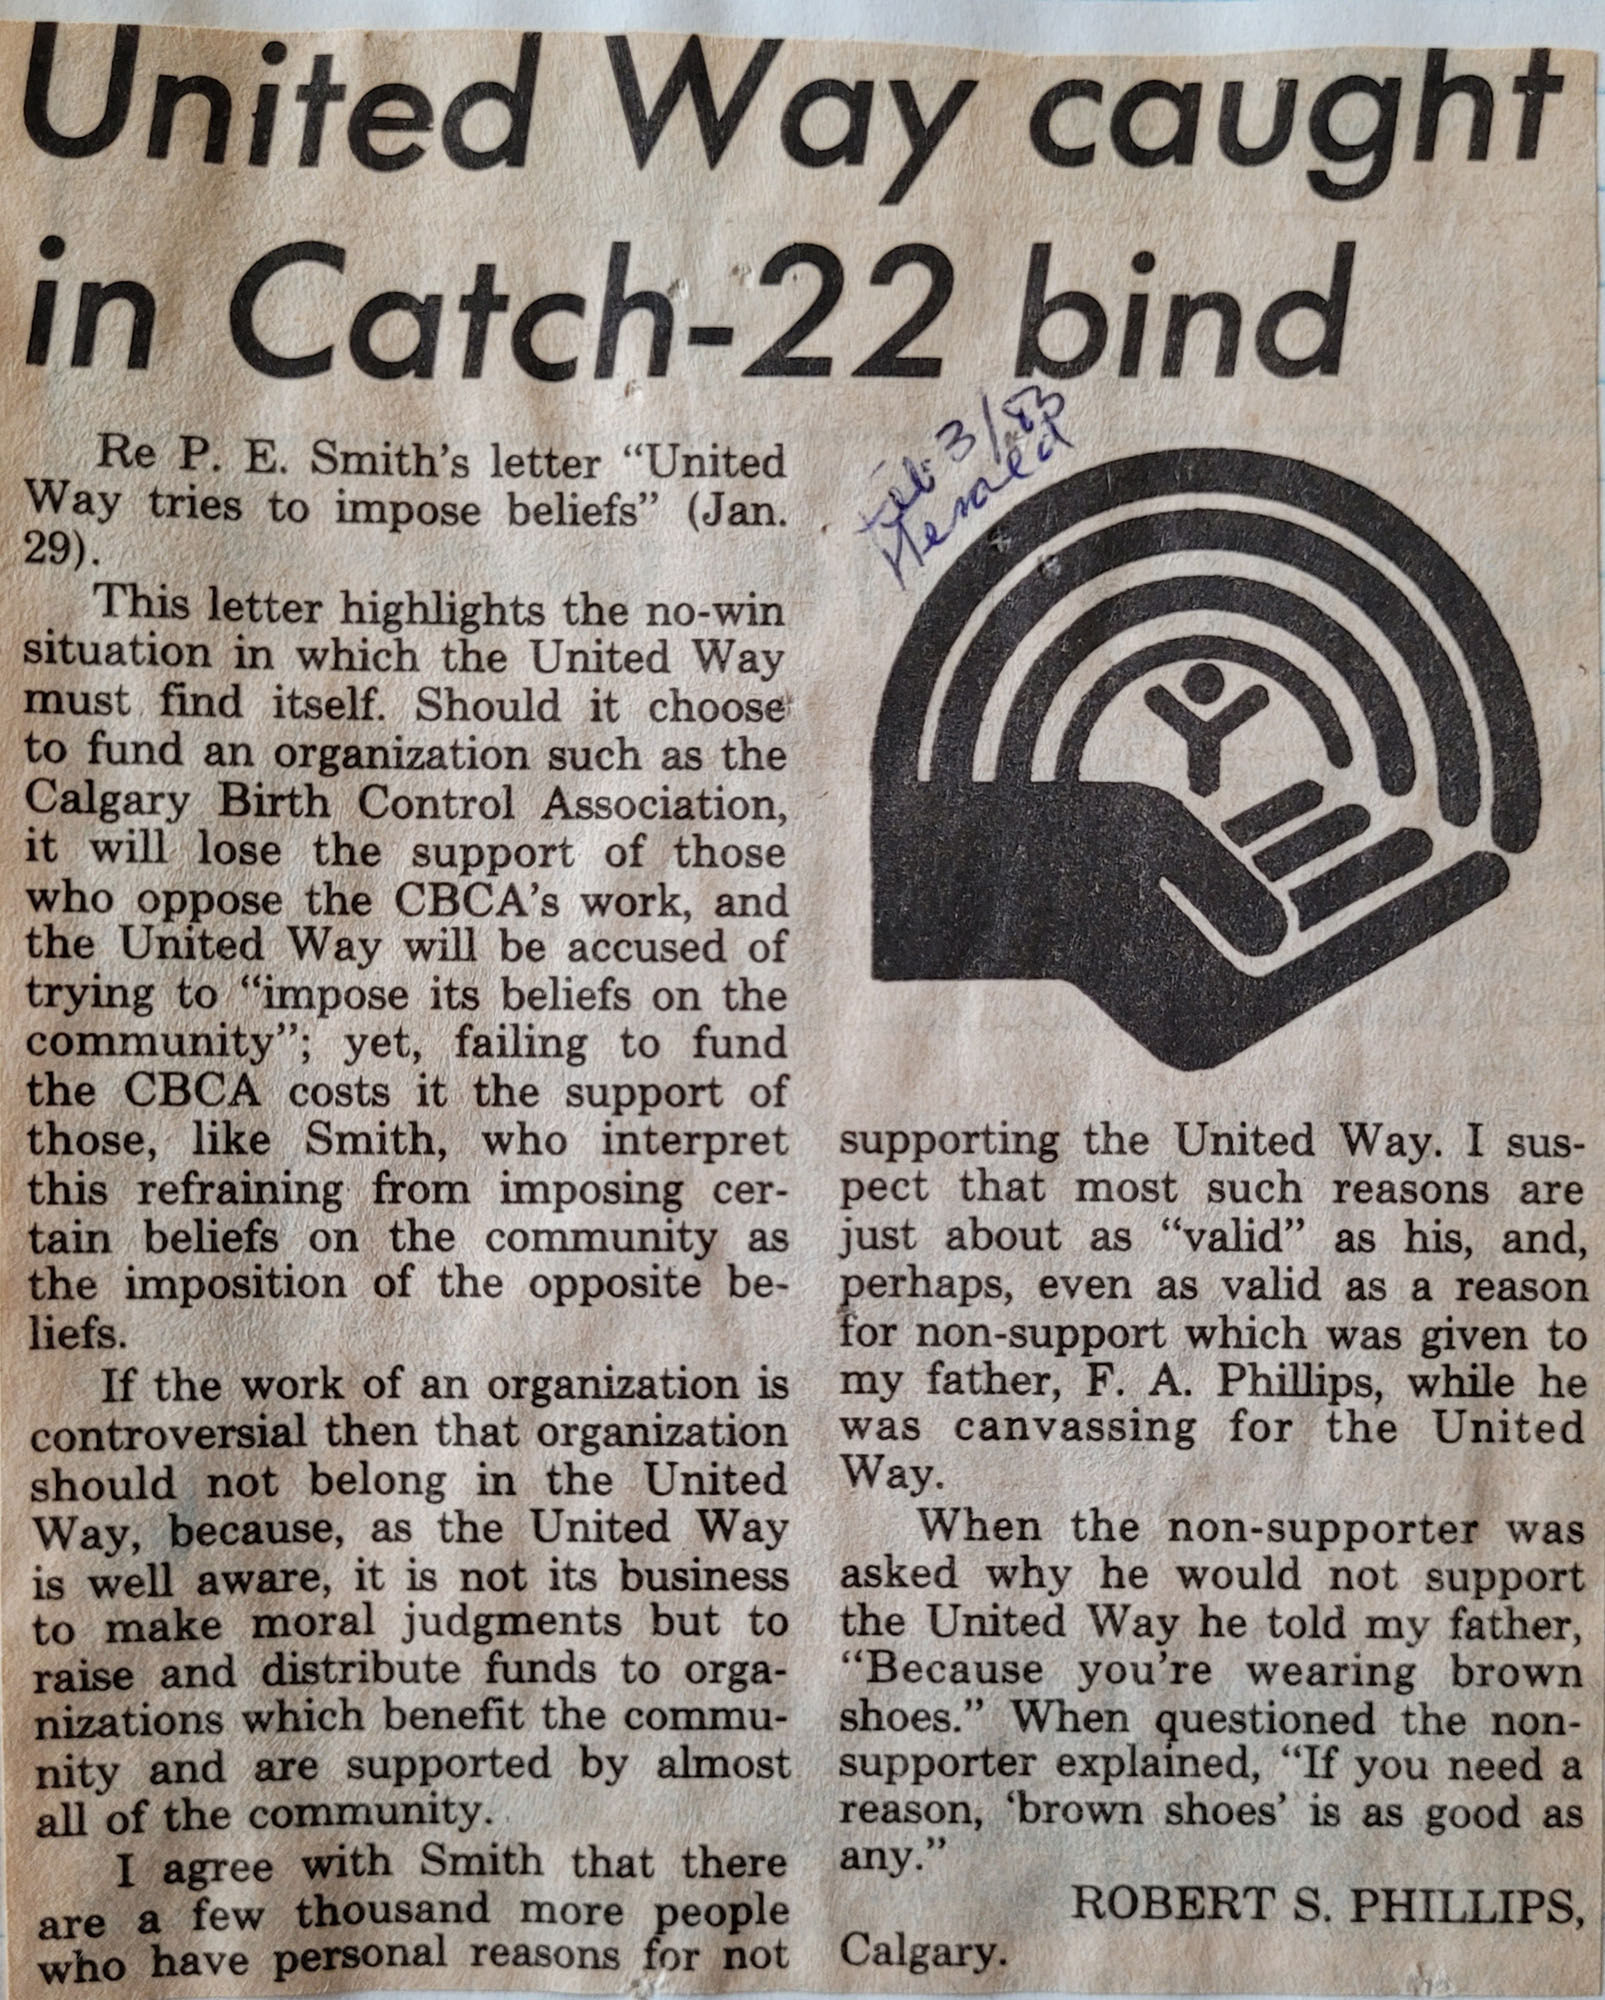 United Way caught
in Catch-22 bind
Re P. E. Smith's letter “United
Way tries to impose beliefs” (Jan.
29).
This letter highlights the no-win
situation in which the United Way
must find itself. Should it choose
to fund an organization such as the
Calgary Birth Control Association,
it will lose the support of those
who oppose the CBCA's work, and
the United Way will be accused of
trying to “impose its beliefs on the
community”; yet, failing to fund
the CBCA costs it the support of
those, like Smith, who interpret
this refraining from imposing cer-
tain beliefs on the community as
the imposition of the opposite be-
liefs.
If the work of an organization is
controversial then that organization
should not belong in the United
Way, because, as the United Way
is well aware, it is not its business
to make moral judgments but to
raise and distribute funds to orga-
nizations which benefit the commu-
nity and are supported by almost
all of the community.
I agree with Smith that there
are a few thousand more people
who have personal reasons for not
Feb. 3/83
Herald
supporting the United Way. I sus-
pect that most such reasons are
just about as “valid” as his, and,
perhaps, even as valid as a reason
for non-support which was given to
my father, F. A. Phillips, while he
was canvassing for the United
Way.
When the non-supporter was
asked why he would not support
the United Way he told my father,
“Because you're wearing brown
shoes.” When questioned the non-
supporter explained, “If you need a
reason, ‘brown shoes’ is as good as
any.”
ROBERT S. PHILLIPS,
Calgary.